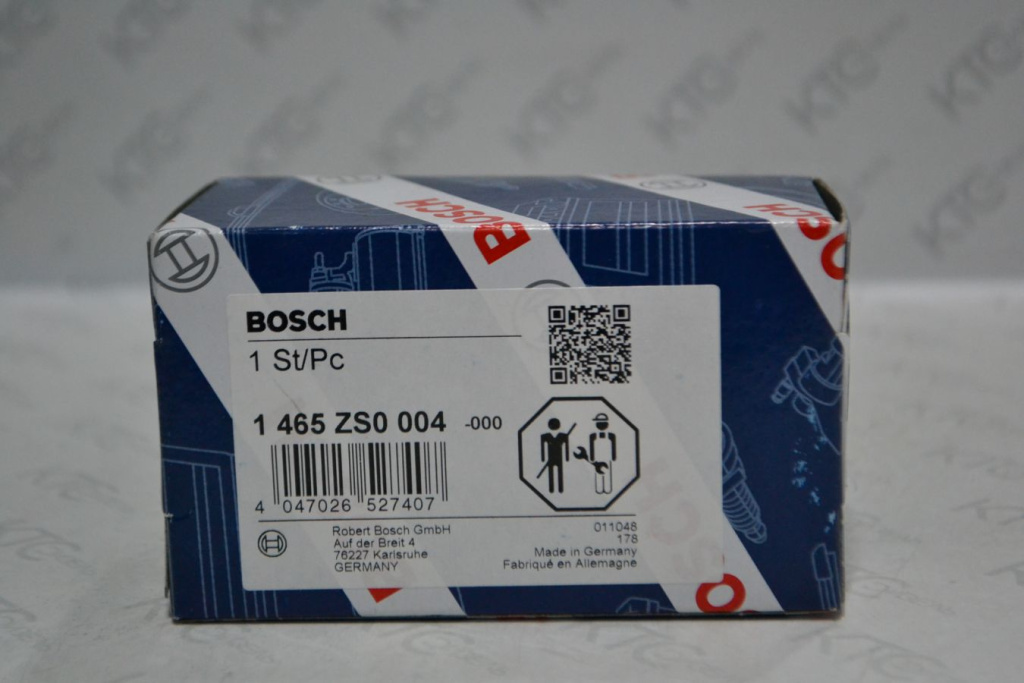 BOSCH
BOSCH
BOSCH
1 St/Pc
1 465 ZS0 004 -000
4 047026 527407
Robert Bosch GmbH
Auf der Breit 4
76227 Karlsruhe
GERMANY
011048
178
Made in Germany
Fabriqué en Allemagne
KTC